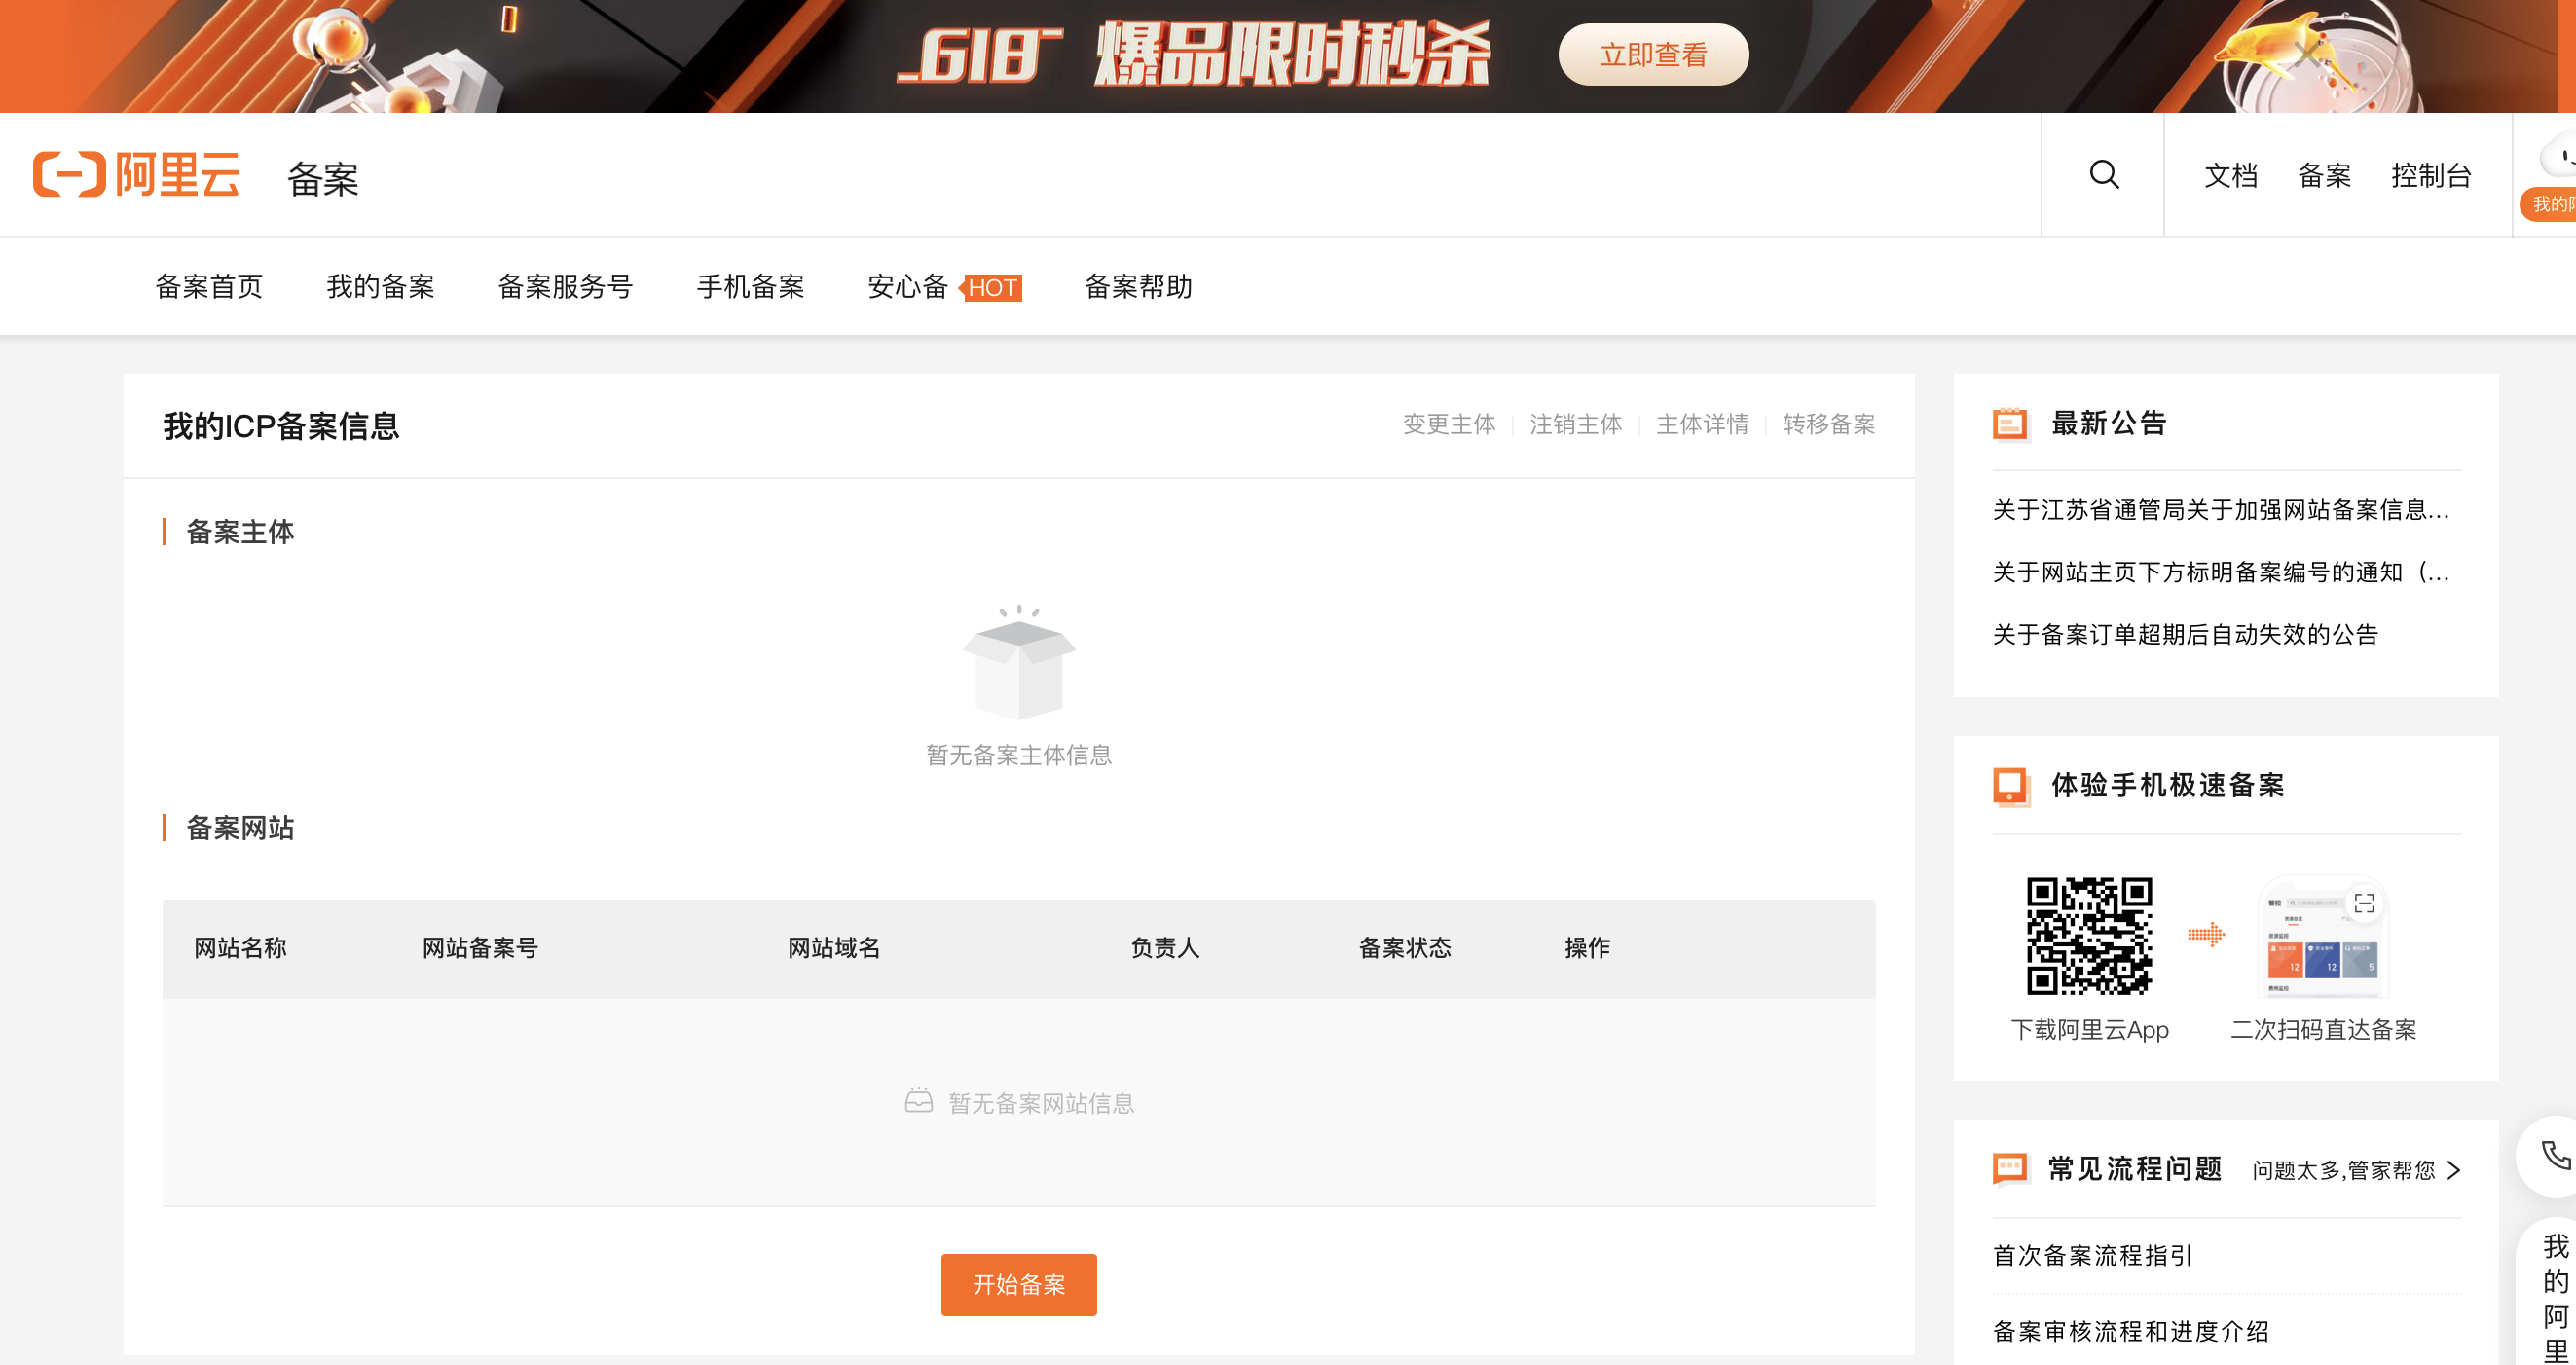 618 爆品限时秒杀 立即查看
阿里云 备案
文档 备案 控制台
备案首页 我的备案 备案服务号 手机备案 安心备 HOT 备案帮助
我的ICP备案信息
变更主体 注销主体 主体详情 转移备案
备案主体
暂无备案主体信息
备案网站
网站名称 网站备案号 网站域名 负责人 备案状态 操作
暂无备案网站信息
开始备案
最新公告
关于江苏省通管局关于加强网站备案信息...
关于网站主页下方标明备案编号的通知（...
关于备案订单超期后自动失效的公告
体验手机极速备案
12 12 5
下载阿里云App 二次扫码直达备案
常见流程问题 问题太多,管家帮您
首次备案流程指引
备案审核流程和进度介绍
我的
我的阿里